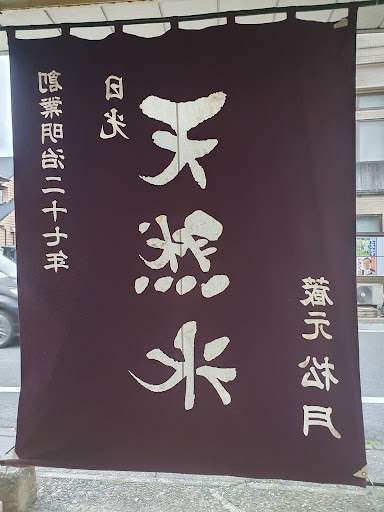 創業明治二十七年
日光
天然氷
蔵元 松月